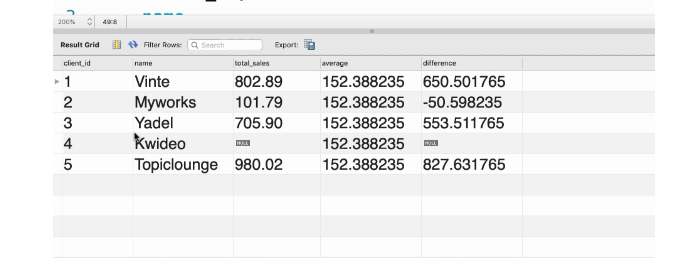 name
200% 49:8
Result Grid Filter Rows: Search Export:
client_id name total_sales average difference
1 Vinte 802.89 152.388235 650.501765
2 Myworks 101.79 152.388235 -50.598235
3 Yadel 705.90 152.388235 553.511765
4 Kwideo NULL 152.388235 NULL
5 Topiclounge 980.02 152.388235 827.631765